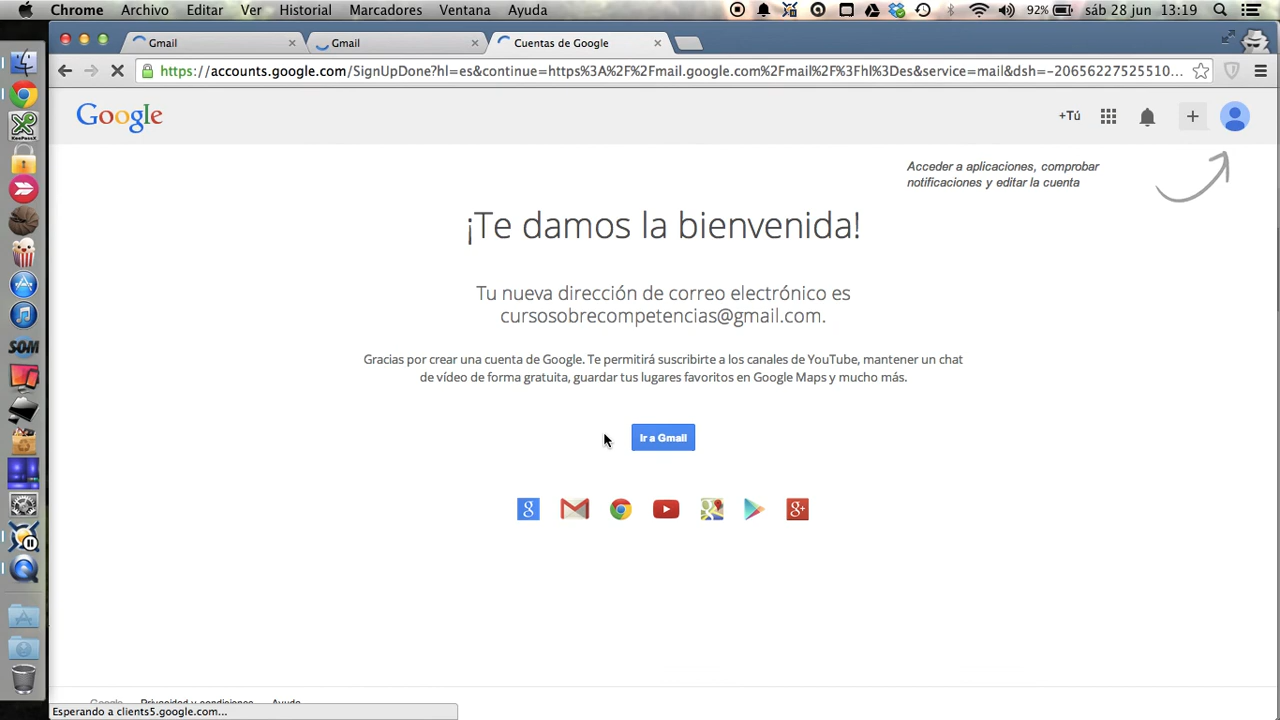 Chrome Archivo Editar Ver Historial Marcadores Ventana Ayuda 92% sáb 28 jun 13:19
Gmail Gmail Cuentas de Google
https://accounts.google.com/SignUpDone?hl=es&continue=https%3A%2F%2Fmail.google.com%2Fmail%2F%3Fhl%3Des&service=mail&dsh=-20656227525510...
Google +Tú
Acceder a aplicaciones, comprobar
notificaciones y editar la cuenta
¡Te damos la bienvenida!
Tu nueva dirección de correo electrónico es
cursosobrecompetencias@gmail.com.
Gracias por crear una cuenta de Google. Te permitirá suscribirte a los canales de YouTube, mantener un chat
de vídeo de forma gratuita, guardar tus lugares favoritos en Google Maps y mucho más.
Ir a Gmail
SOM
Google Privacidad y condiciones Ayuda
Esperando a clients5.google.com...